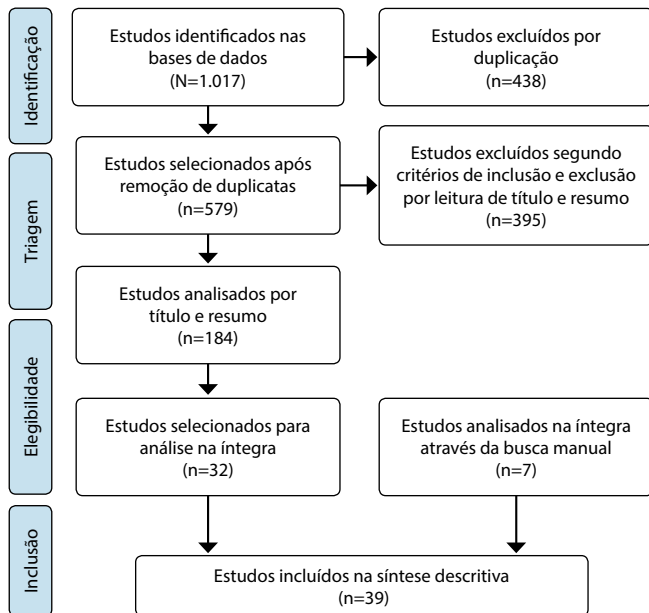 Identificação
Estudos identificados nas
bases de dados
(N=1.017)
Estudos excluídos por
duplicação
(n=438)
Triagem
Estudos selecionados após
remoção de duplicatas
(n=579)
Estudos excluídos segundo
critérios de inclusão e exclusão
por leitura de título e resumo
(n=395)
Estudos analisados por
título e resumo
(n=184)
Elegibilidade
Estudos selecionados para
análise na íntegra
(n=32)
Estudos analisados na íntegra
através da busca manual
(n=7)
Inclusão
Estudos incluídos na síntese descritiva
(n=39)